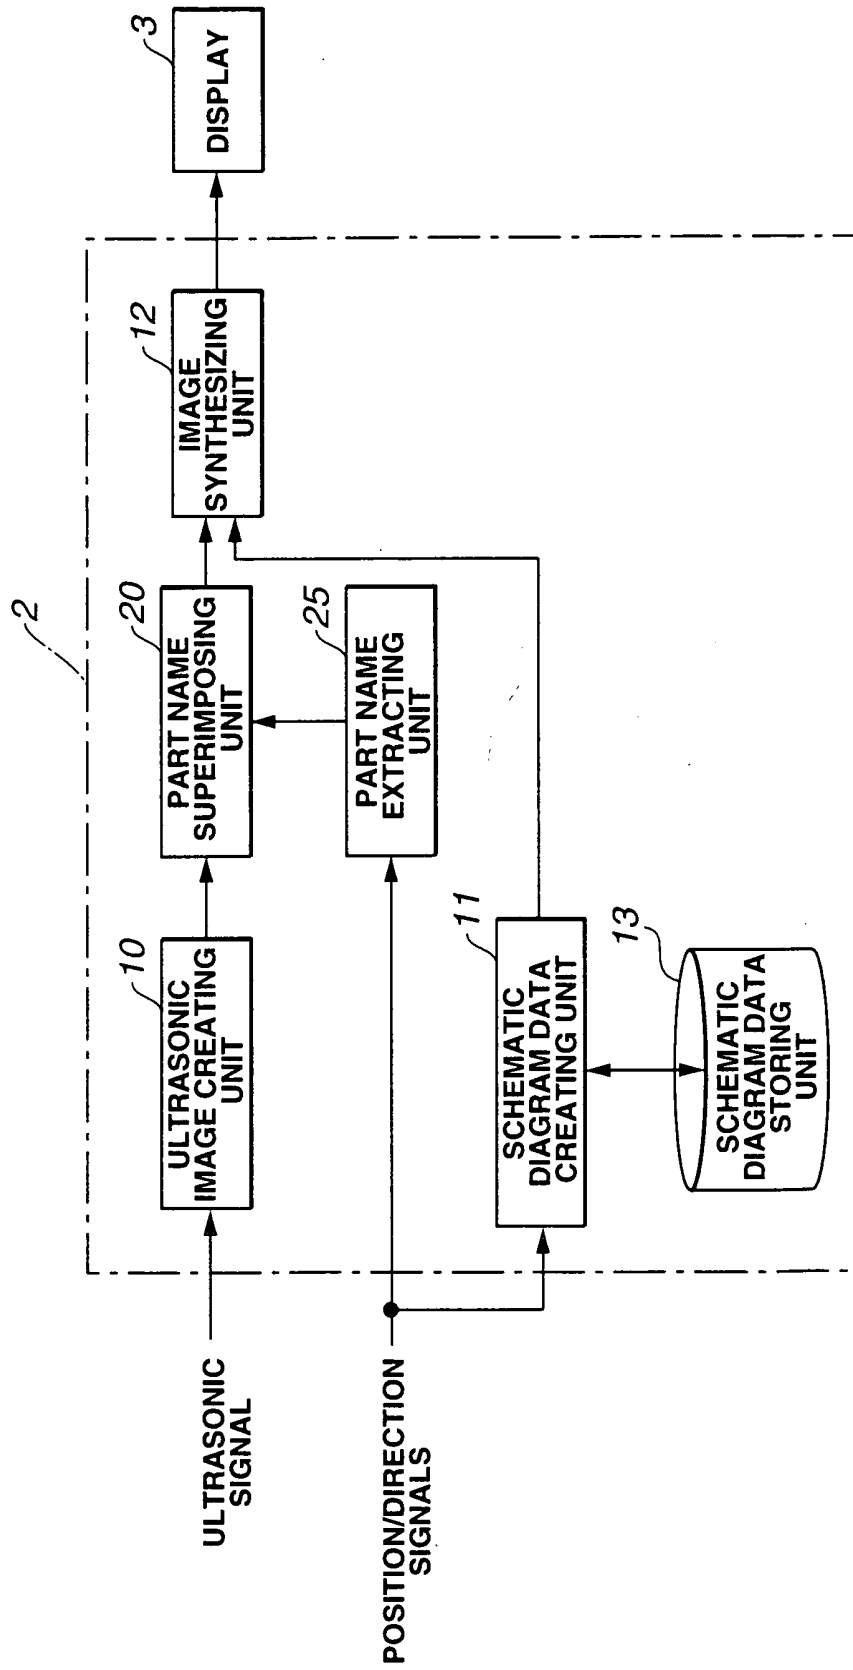 2
ULTRASONIC
SIGNAL
POSITION/DIRECTION
SIGNALS
10
ULTRASONIC
IMAGE CREATING
UNIT
20
PART NAME
SUPERIMPOSING
UNIT
12
IMAGE
SYNTHESIZING
UNIT
3
DISPLAY
25
PART NAME
EXTRACTING
UNIT
11
SCHEMATIC
DIAGRAM DATA
CREATING UNIT
13
SCHEMATIC
DIAGRAM DATA
STORING
UNIT